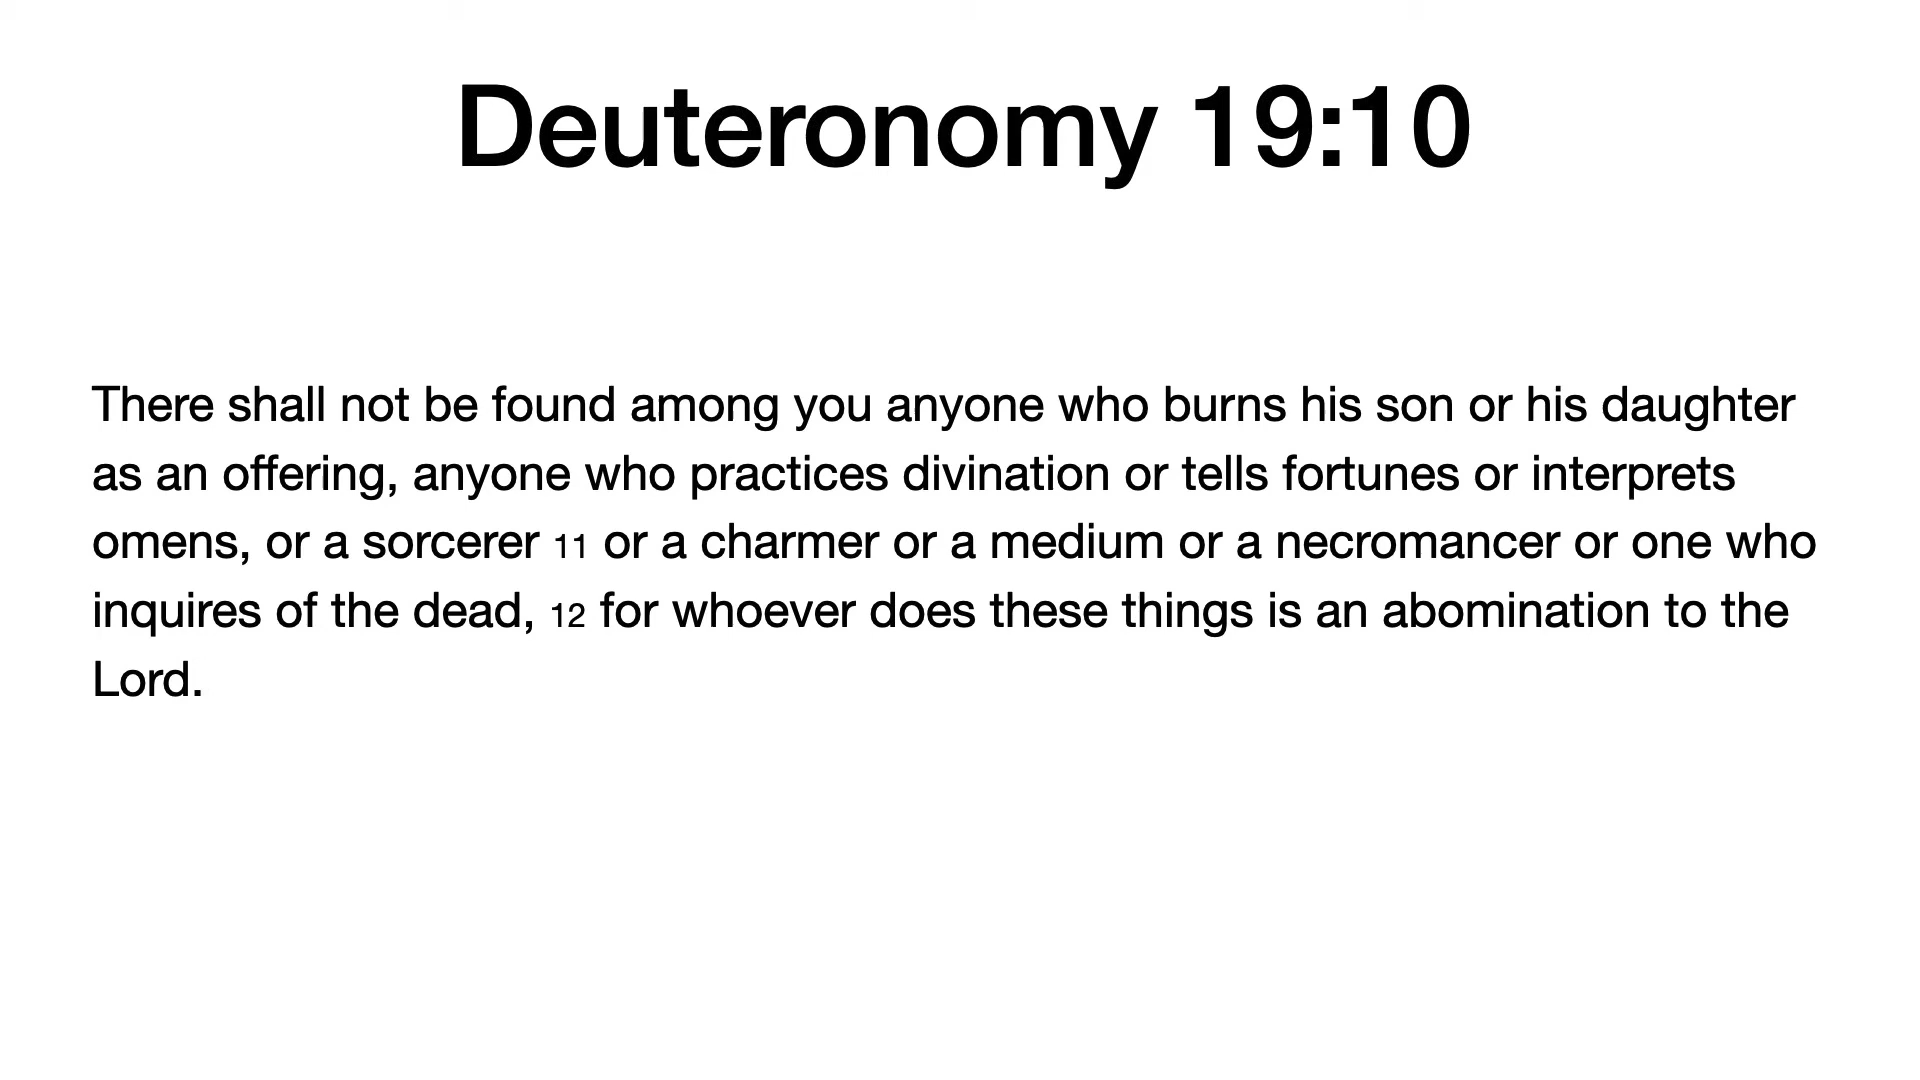 Deuteronomy 19:10
There shall not be found among you anyone who burns his son or his daughter
as an offering, anyone who practices divination or tells fortunes or interprets
omens, or a sorcerer 11 or a charmer or a medium or a necromancer or one who
inquires of the dead, 12 for whoever does these things is an abomination to the
Lord.